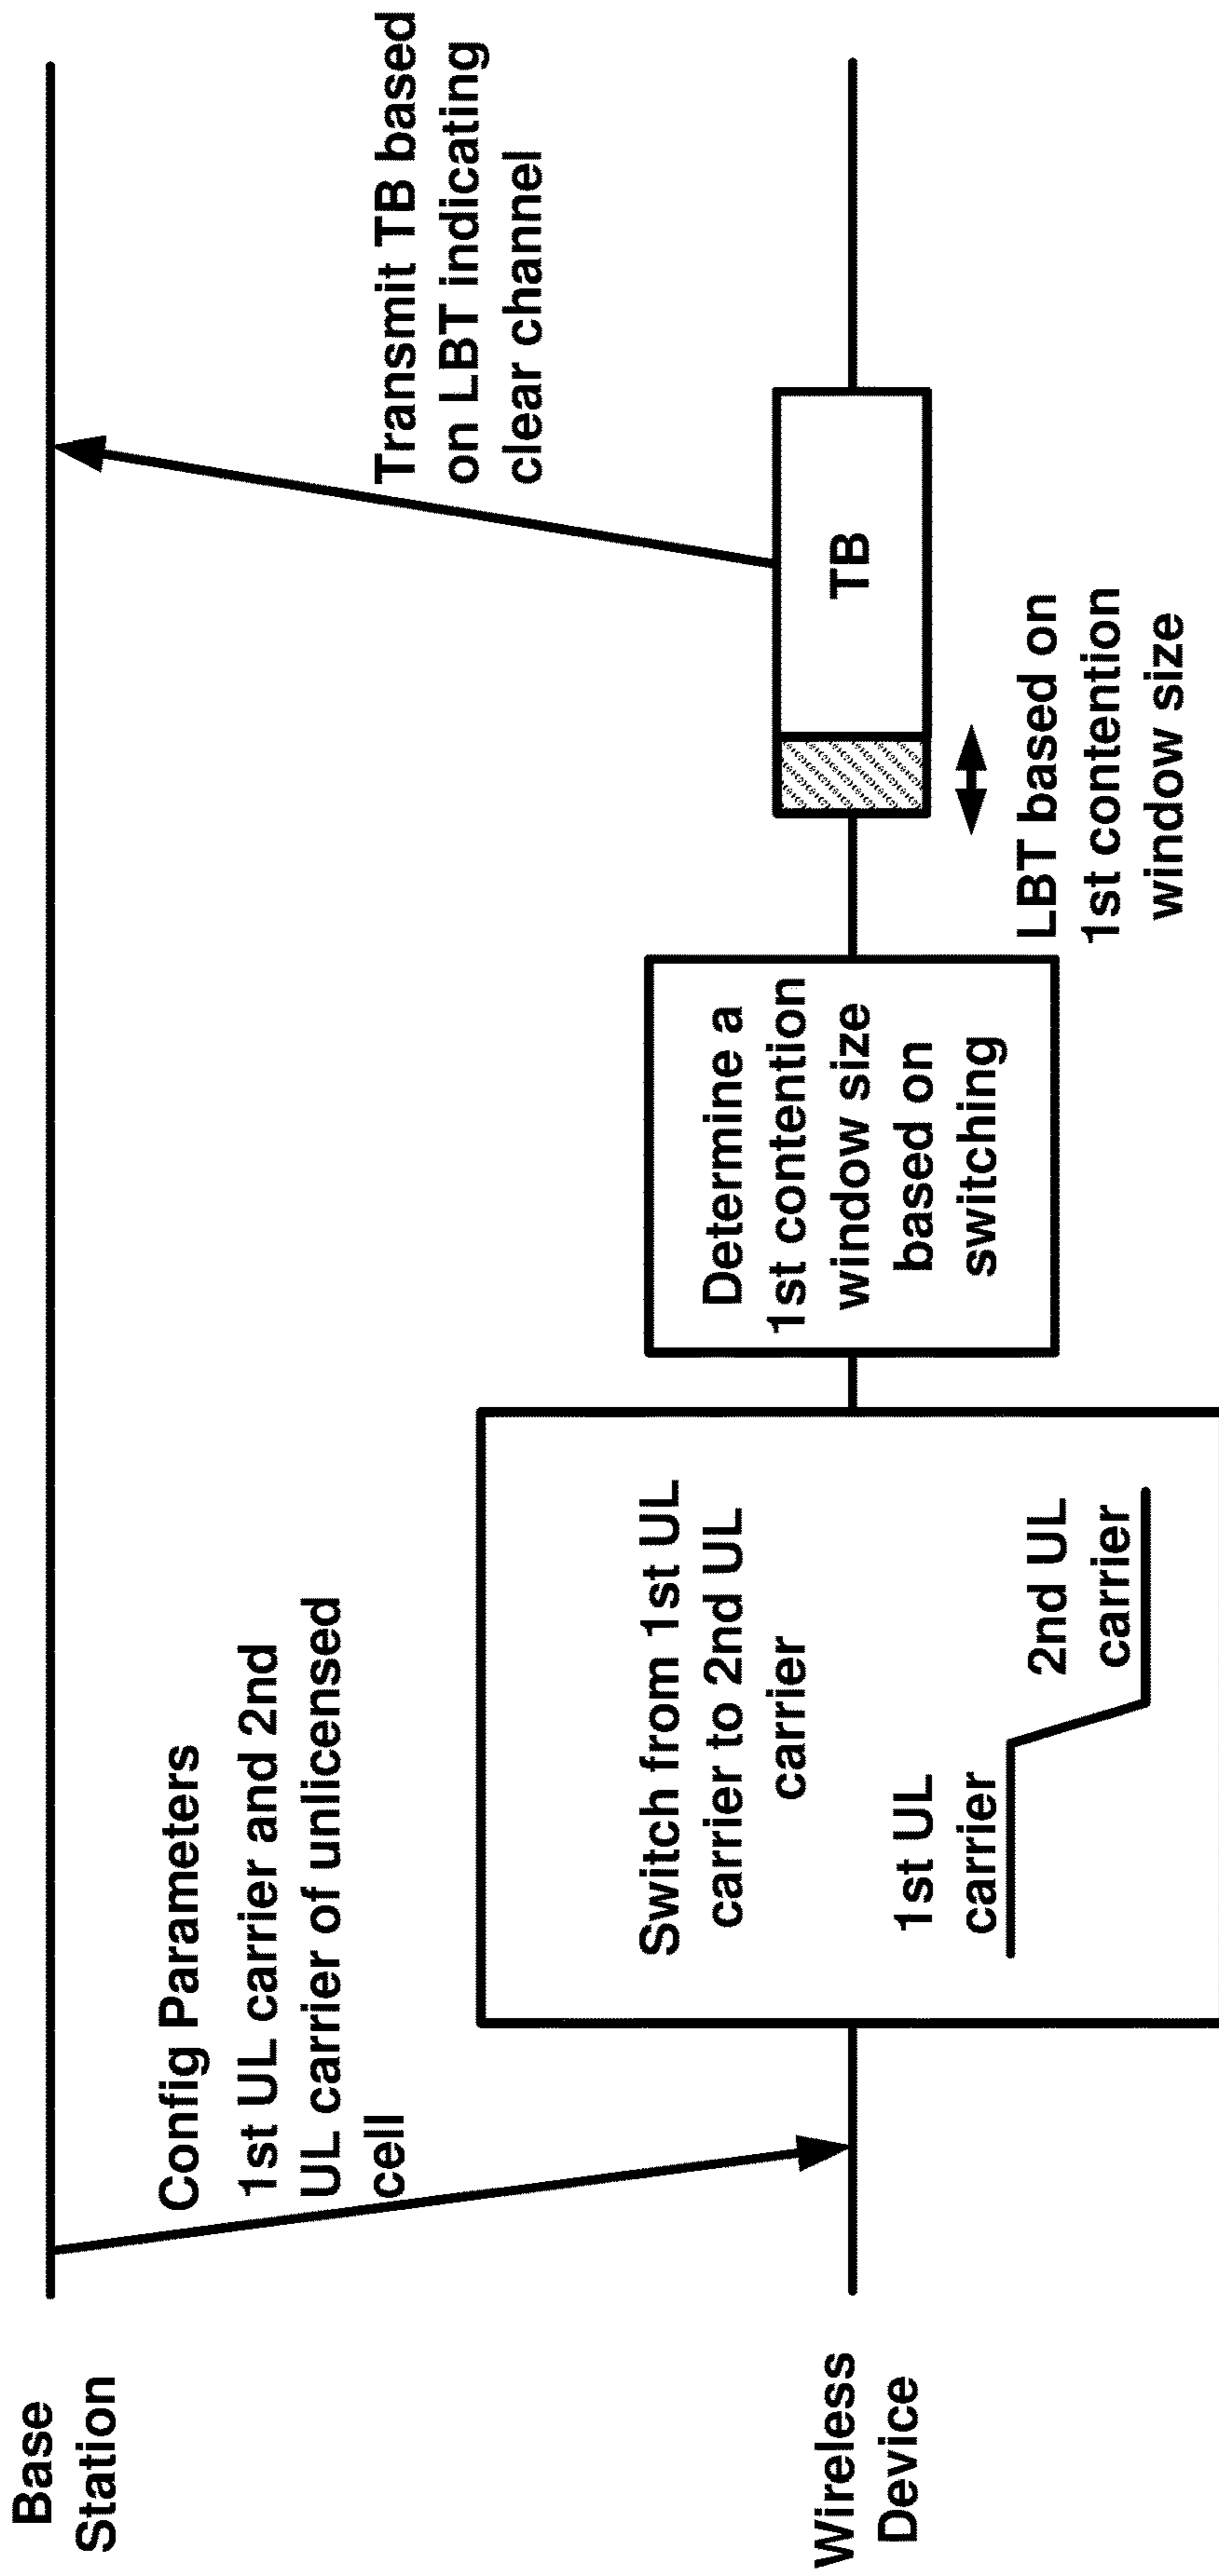 Base
Station
Config Parameters
1st UL carrier and 2nd
UL carrier of unlicensed
cell
Transmit TB based
on LBT indicating
clear channel
Wireless
Device
Switch from 1st UL
carrier to 2nd UL
carrier
1st UL
carrier
2nd UL
carrier
Determine a
1st contention
window size
based on
switching
TB
LBT based on
1st contention
window size